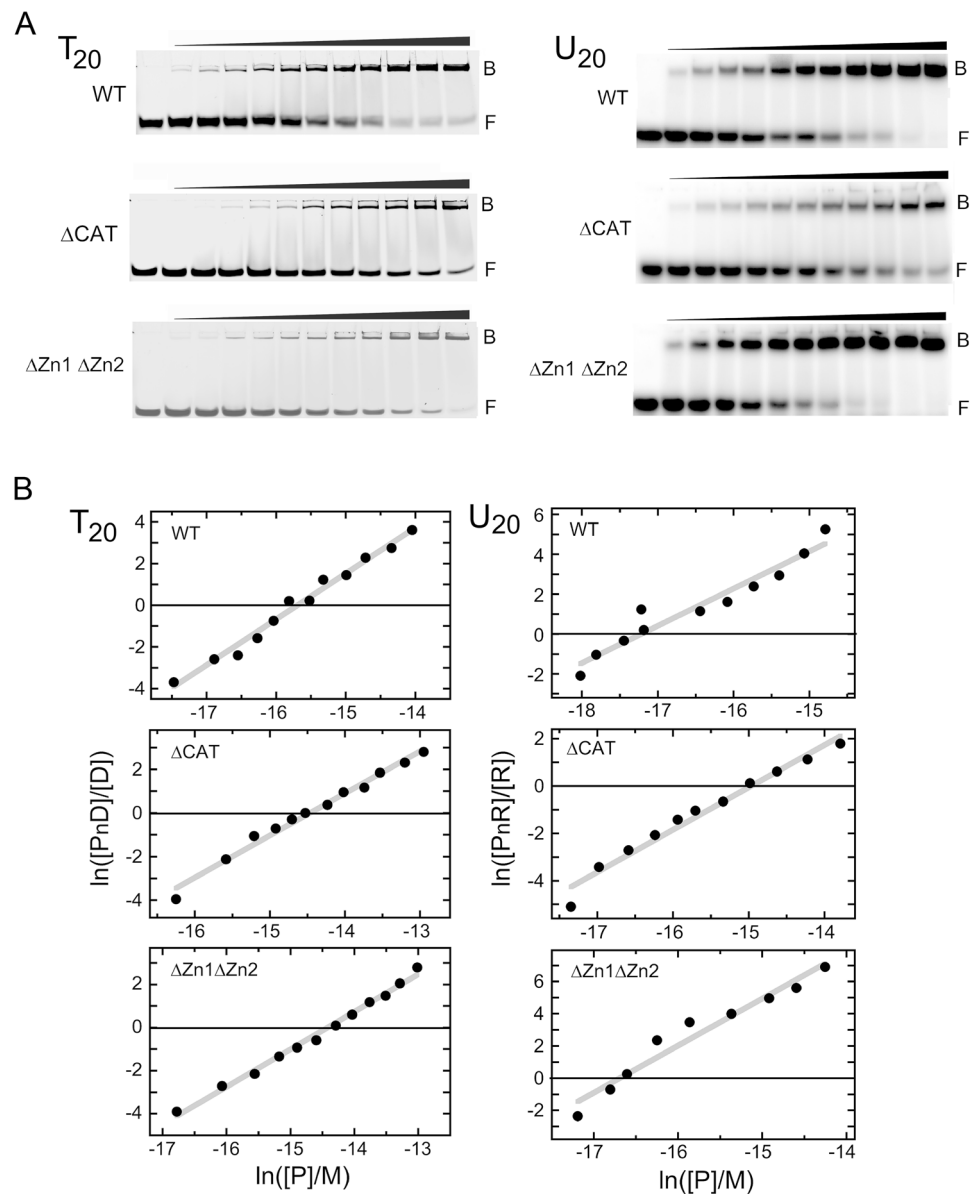 A
T20
U20
WT
B
F
WT
B
F
ΔCAT
B
F
ΔCAT
B
F
ΔZn1 ΔZn2
B
F
ΔZn1 ΔZn2
B
F
B
T20
U20
WT
4
2
0
-2
-4
-17
-16
-15
-14
WT
6
4
2
0
-2
-18
-17
-16
-15
ΔCAT
2
0
-2
-4
-16
-15
-14
-13
ΔCAT
2
0
-2
-4
-17
-16
-15
-14
ΔZn1ΔZn2
2
0
-2
-4
-17
-16
-15
-14
-13
ΔZn1ΔZn2
6
4
2
0
-2
-17
-16
-15
-14
ln([PnD]/[D])
ln([PnR]/[R])
ln([P]/M)
ln([P]/M)